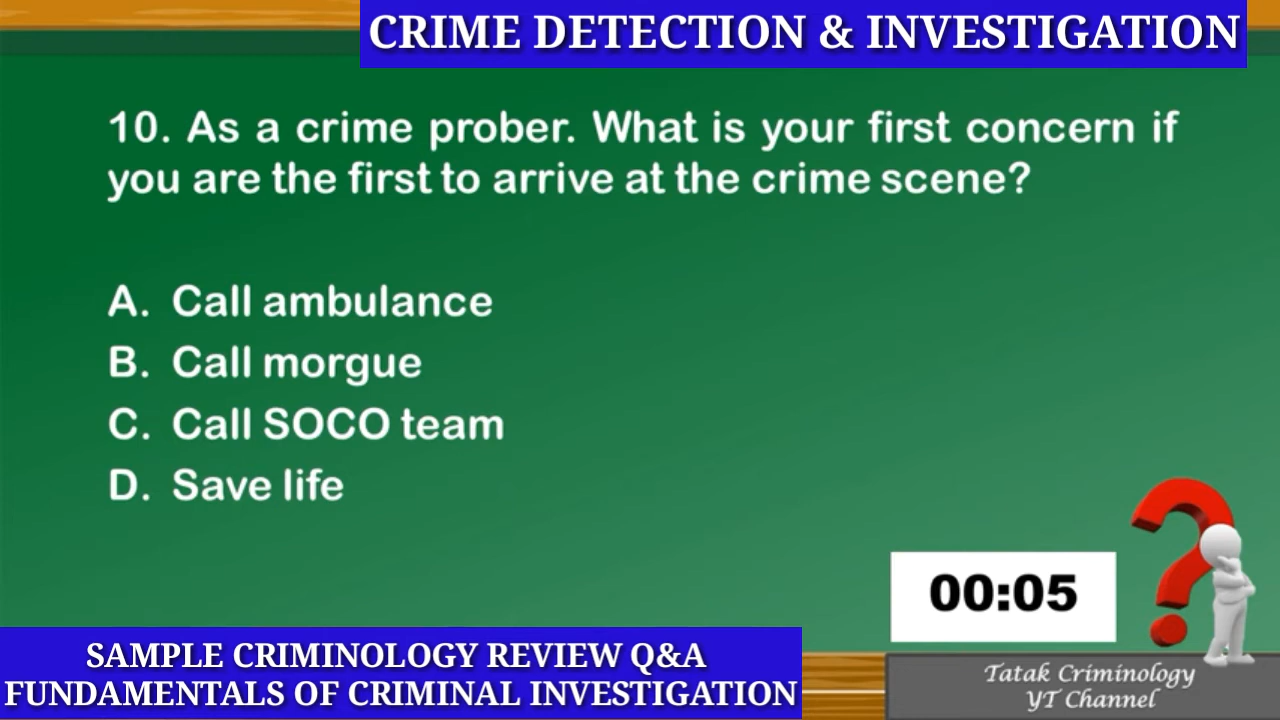 CRIME DETECTION & INVESTIGATION
10. As a crime prober. What is your first concern if
you are the first to arrive at the crime scene?
A. Call ambulance
B. Call morgue
C. Call SOCO team
D. Save life
00:05
SAMPLE CRIMINOLOGY REVIEW Q&A
FUNDAMENTALS OF CRIMINAL INVESTIGATION
Tatak Criminology
YT Channel